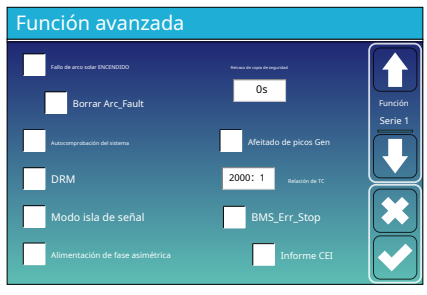 Función avanzada
Fallo de arco solar ENCENDIDO
Retraso de copia de seguridad
0s
Borrar Arc_Fault
Autocomprobación del sistema
Afeitado de picos Gen
DRM
2000: 1
Relación de TC
Modo isla de señal
BMS_Err_Stop
Alimentación de fase asimétrica
Informe CEI
Función
Serie 1